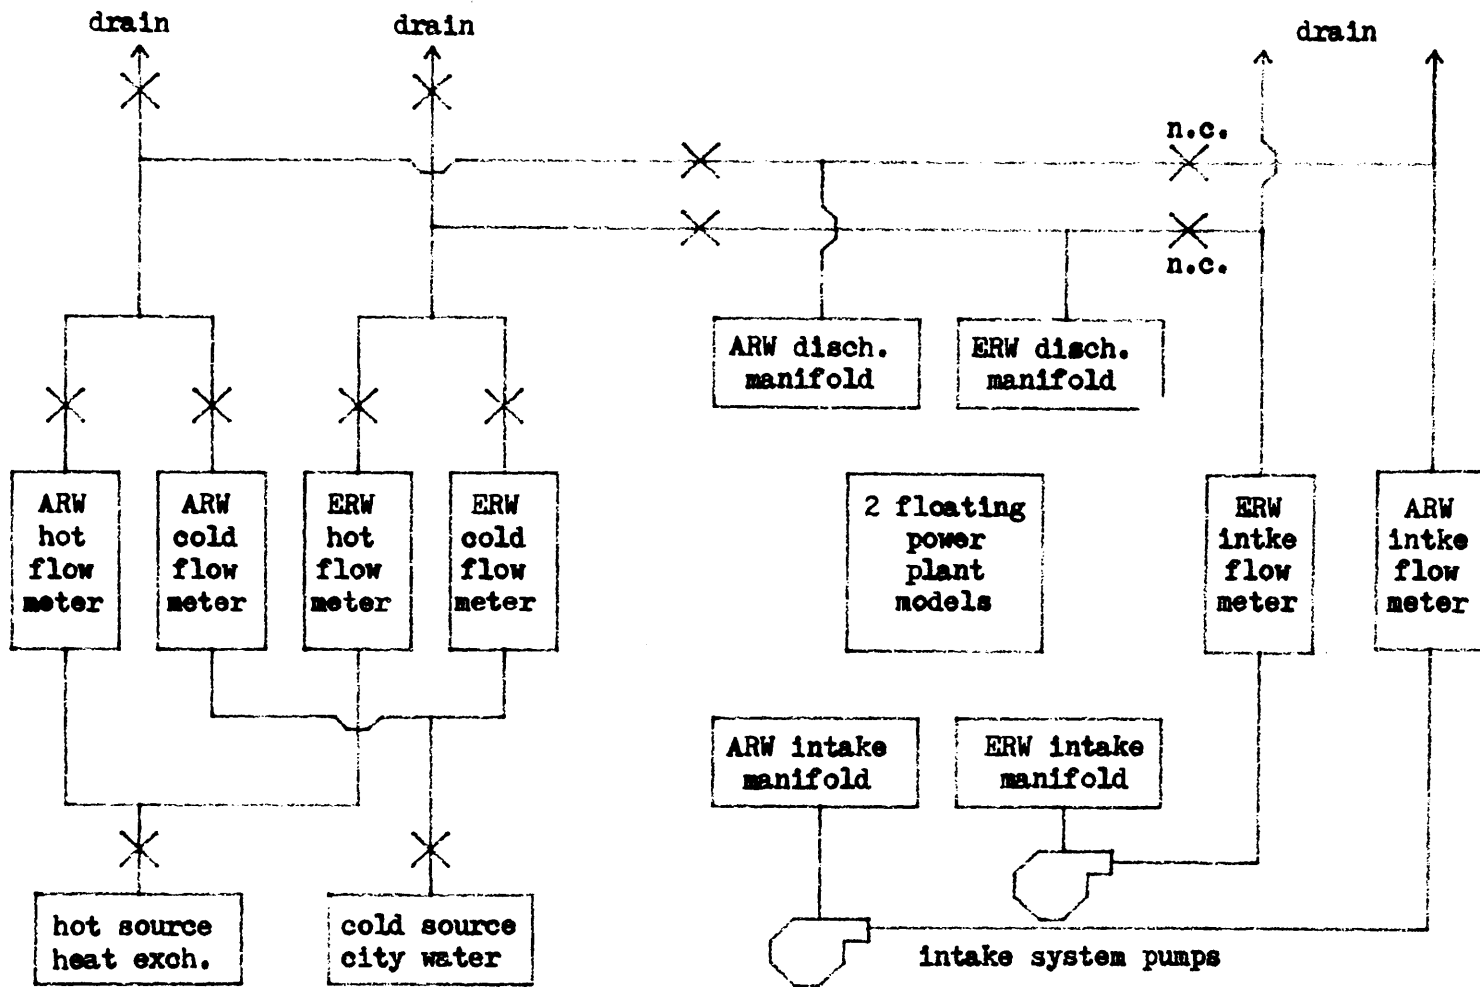 drain
drain
drain
n.c.
n.c.
ARW disch.
manifold
ERW disch.
manifold
ARW
hot
flow
meter
ARW
cold
flow
meter
ERW
hot
flow
meter
ERW
cold
flow
meter
2 floating
power
plant
models
ERW
intke
flow
meter
ARW
intke
flow
meter
ARW intake
manifold
ERW intake
manifold
hot source
heat exch.
cold source
city water
intake system pumps